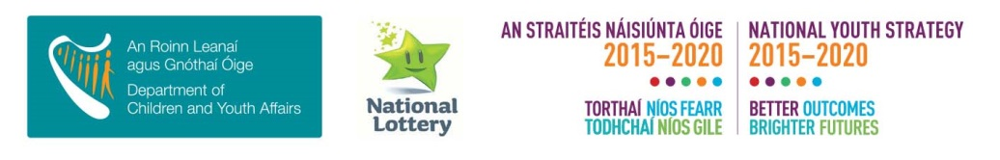 An Roinn Leanaí
agus Gnóthaí Óige
Department of
Children and Youth Affairs
National
Lottery
AN STRAITÉIS NÁISIÚNTA ÓIGE
2015–2020
TORTHAÍ NÍOS FEARR
TODHCHAÍ NÍOS GILE
NATIONAL YOUTH STRATEGY
2015–2020
BETTER OUTCOMES
BRIGHTER FUTURES